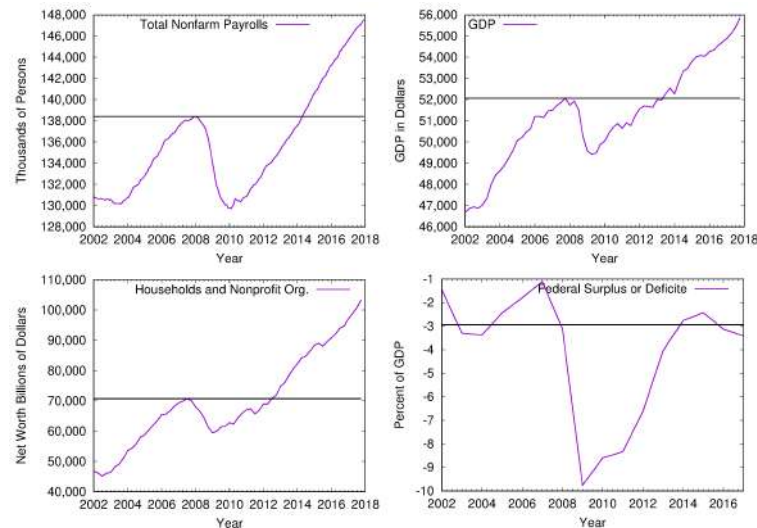 Total Nonfarm Payrolls
Thousands of Persons
148,000
146,000
144,000
142,000
140,000
138,000
136,000
134,000
132,000
130,000
128,000
2002 2004 2006 2008 2010 2012 2014 2016 2018
Year
GDP
GDP in Dollars
56,000
55,000
54,000
53,000
52,000
51,000
50,000
49,000
48,000
47,000
46,000
2002 2004 2006 2008 2010 2012 2014 2016 2018
Year
Households and Nonprofit Org.
Net Worth Billions of Dollars
110,000
100,000
90,000
80,000
70,000
60,000
50,000
40,000
2002 2004 2006 2008 2010 2012 2014 2016 2018
Year
Federal Surplus or Deficite
Percent of GDP
-1
-2
-3
-4
-5
-6
-7
-8
-9
-10
2002 2004 2006 2008 2010 2012 2014 2016
Year